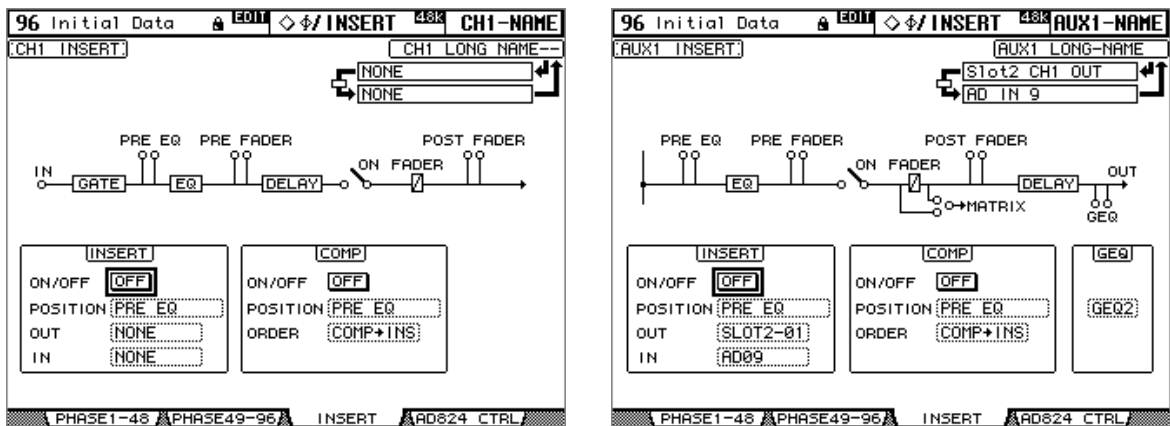 96 Initial Data EDIT ◇ φ/ INSERT 48k CH1-NAME
CH1 INSERT
CH1 LONG NAME--
NONE
NONE
PRE EQ PRE FADER POST FADER
IN GATE EQ DELAY ON FADER
INSERT
ON/OFF OFF
POSITION PRE EQ
OUT NONE
IN NONE
COMP
ON/OFF OFF
POSITION PRE EQ
ORDER COMP→INS
PHASE1-48 PHASE49-96 INSERT AD824 CTRL
96 Initial Data EDIT ◇ φ/ INSERT 48k AUX1-NAME
AUX1 INSERT
AUX1 LONG-NAME
Slot2 CH1 OUT
AD IN 9
PRE EQ PRE FADER POST FADER
EQ ON FADER DELAY OUT
→MATRIX
GEQ
INSERT
ON/OFF OFF
POSITION PRE EQ
OUT SLOT2-01
IN AD09
COMP
ON/OFF OFF
POSITION PRE EQ
ORDER COMP→INS
GEQ
GEQ2
PHASE1-48 PHASE49-96 INSERT AD824 CTRL